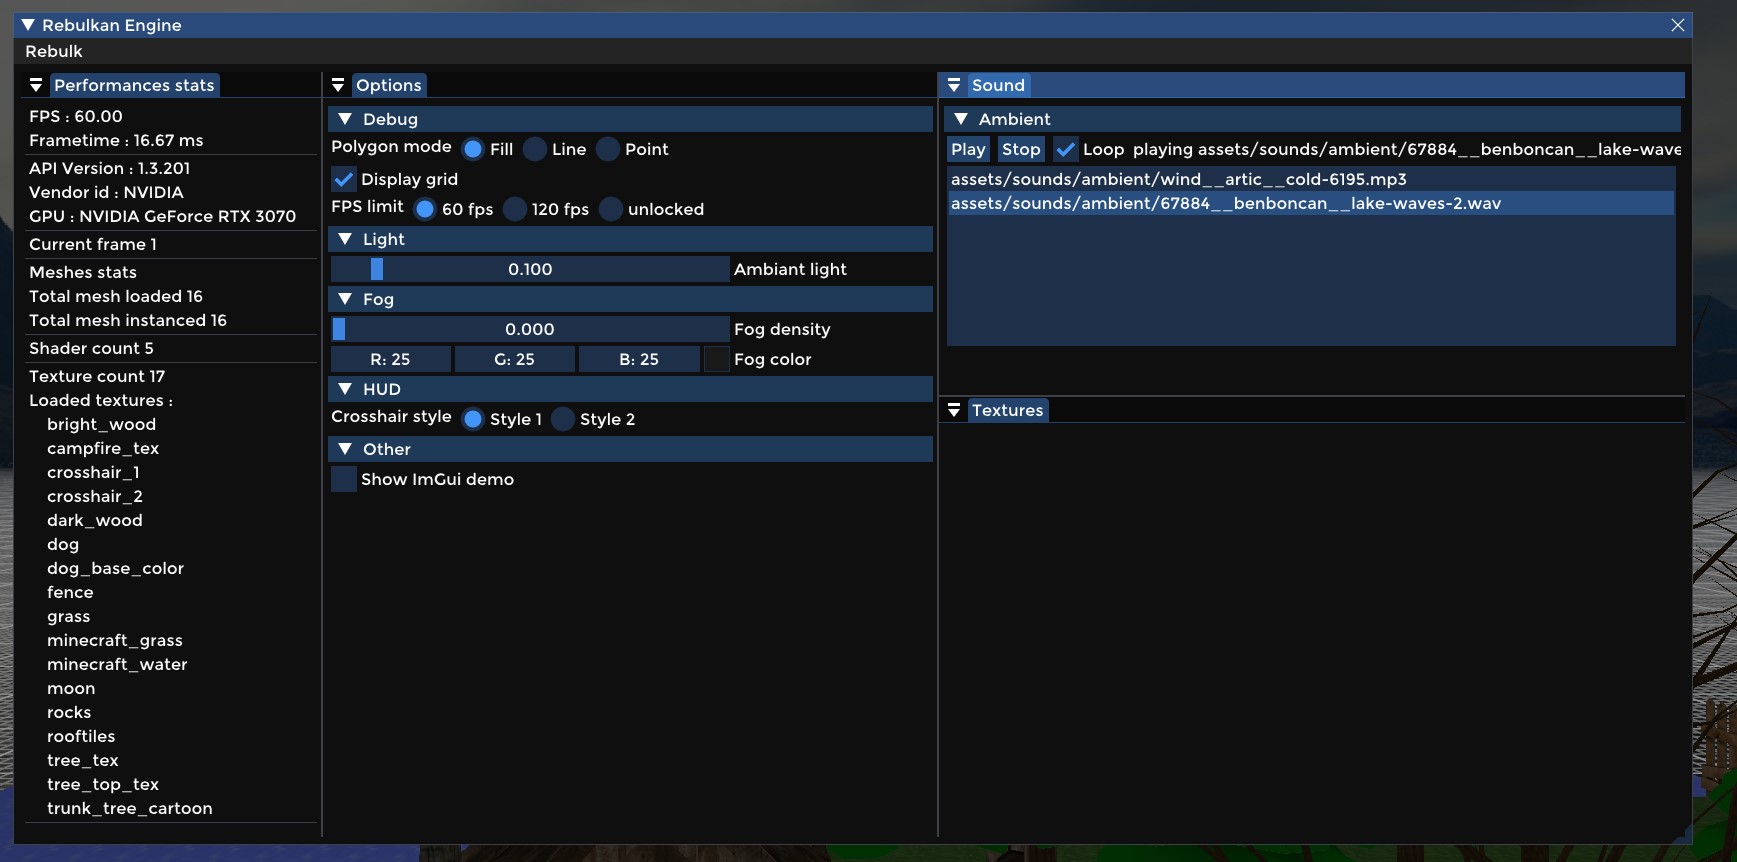 Rebulkan Engine
Rebulk
Performances stats
FPS : 60.00
Frametime : 16.67 ms
API Version : 1.3.201
Vendor id : NVIDIA
GPU : NVIDIA GeForce RTX 3070
Current frame 1
Meshes stats
Total mesh loaded 16
Total mesh instanced 16
Shader count 5
Texture count 17
Loaded textures :
bright_wood
campfire_tex
crosshair_1
crosshair_2
dark_wood
dog
dog_base_color
fence
grass
minecraft_grass
minecraft_water
moon
rocks
rooftiles
tree_tex
tree_top_tex
trunk_tree_cartoon
Options
Debug
Polygon mode Fill Line Point
Display grid
FPS limit 60 fps 120 fps unlocked
Light
0.100 Ambiant light
Fog
0.000 Fog density
R: 25 G: 25 B: 25 Fog color
HUD
Crosshair style Style 1 Style 2
Other
Show ImGui demo
Sound
Ambient
Play Stop Loop playing assets/sounds/ambient/67884__benboncan__lake-wave
assets/sounds/ambient/wind__artic__cold-6195.mp3
assets/sounds/ambient/67884__benboncan__lake-waves-2.wav
Textures